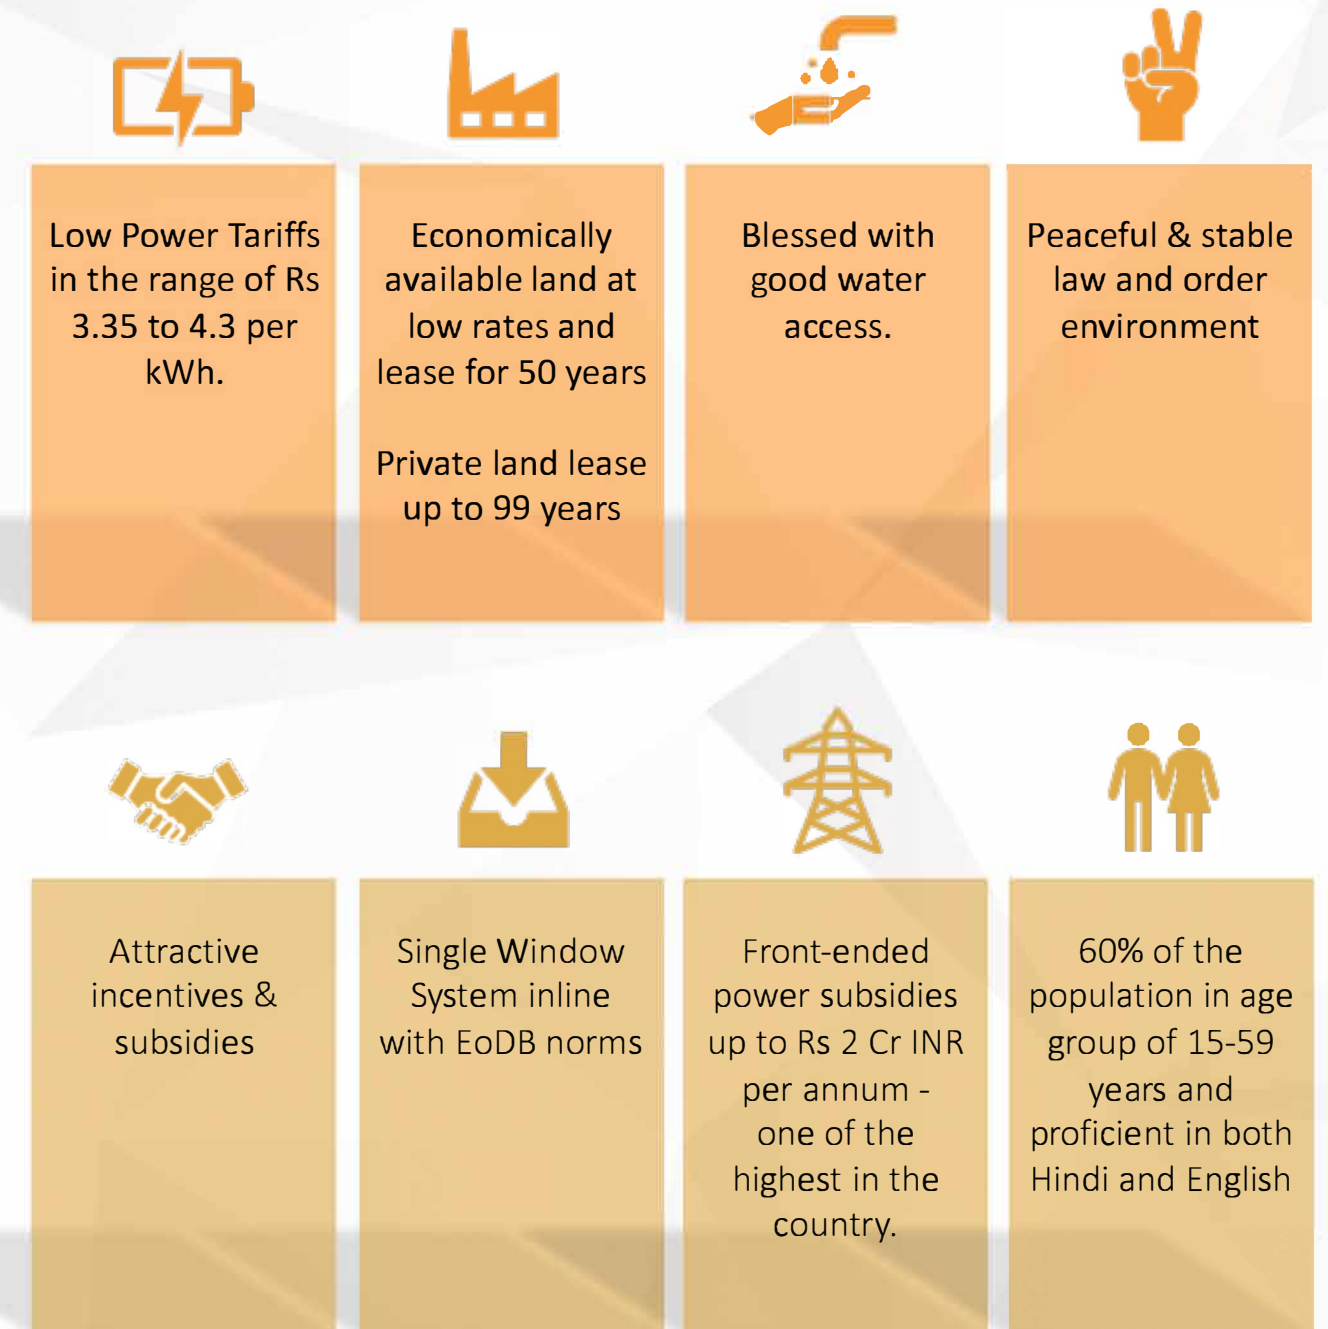 Low Power Tariffs
in the range of Rs
3.35 to 4.3 per
kWh.
Economically
available land at
low rates and
lease for 50 years
Private land lease
up to 99 years
Blessed with
good water
access.
Peaceful & stable
law and order
environment
Attractive
incentives &
subsidies
Single Window
System inline
with EoDB norms
Front-ended
power subsidies
up to Rs 2 Cr INR
per annum -
one of the
highest in the
country.
60% of the
population in age
group of 15-59
years and
proficient in both
Hindi and English